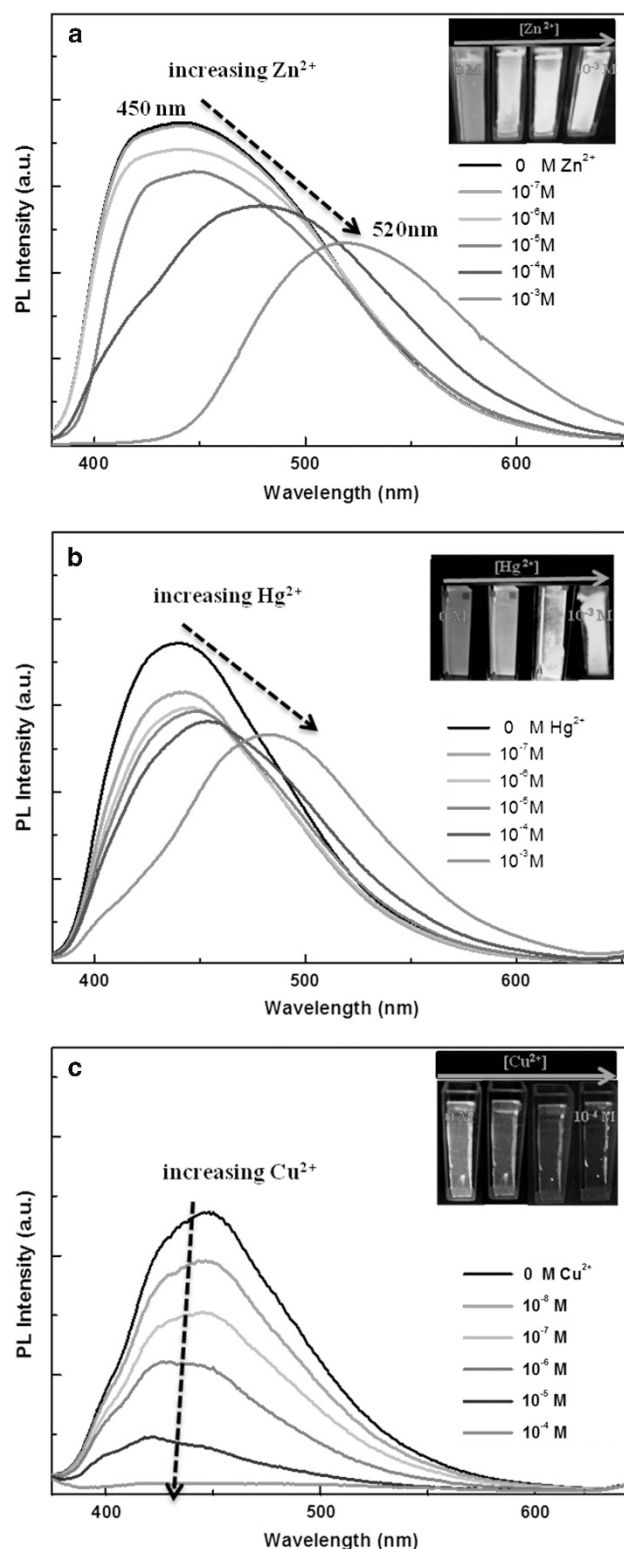 a
[Zn²⁺]
0 M
10⁻³ M
increasing Zn²⁺
450 nm
520nm
0 M Zn²⁺
10⁻⁷M
10⁻⁶M
10⁻⁵M
10⁻⁴M
10⁻³M
PL Intensity (a.u.)
400 500 600
Wavelength (nm)
b
[Hg²⁺]
0 M
10⁻³ M
increasing Hg²⁺
0 M Hg²⁺
10⁻⁷M
10⁻⁶M
10⁻⁵M
10⁻⁴M
10⁻³M
PL Intensity (a.u.)
400 500 600
Wavelength (nm)
c
[Cu²⁺]
0 M
10⁻⁴ M
increasing Cu²⁺
0 M Cu²⁺
10⁻⁸ M
10⁻⁷ M
10⁻⁶ M
10⁻⁵ M
10⁻⁴ M
PL Intensity (a.u.)
400 500 600
Wavelength (nm)